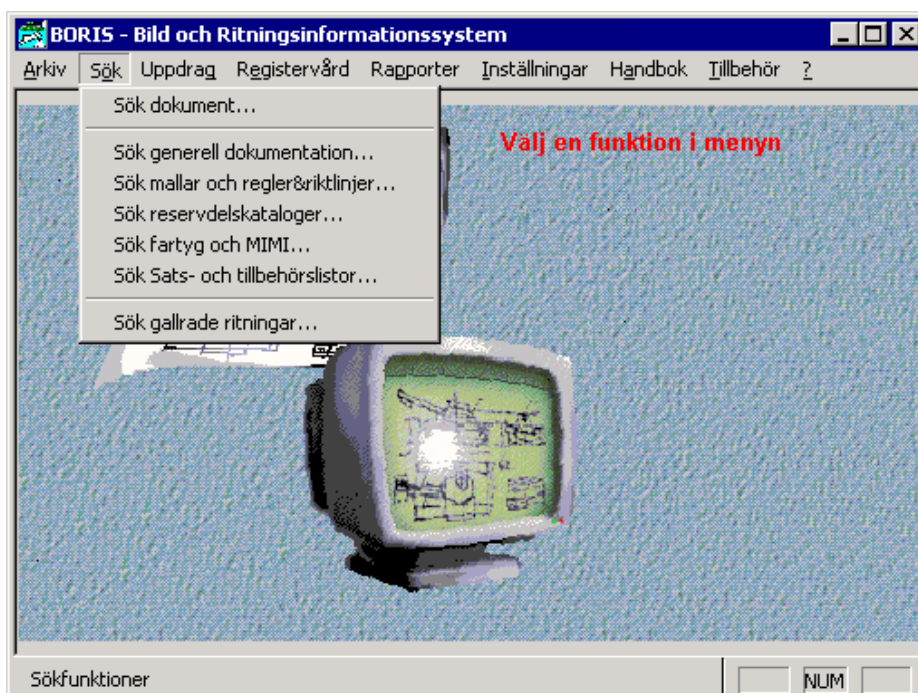 BORIS - Bild och Ritningsinformationssystem
Arkiv Sök Uppdrag Registervård Rapporter Inställningar Handbok Tillbehör ?
Sök dokument...
Välj en funktion i menyn
Sök generell dokumentation...
Sök mallar och regler&riktlinjer...
Sök reservdelskataloger...
Sök fartyg och MIMI...
Sök Sats- och tillbehörslistor...
Sök gallrade ritningar...
Sökfunktioner
NUM